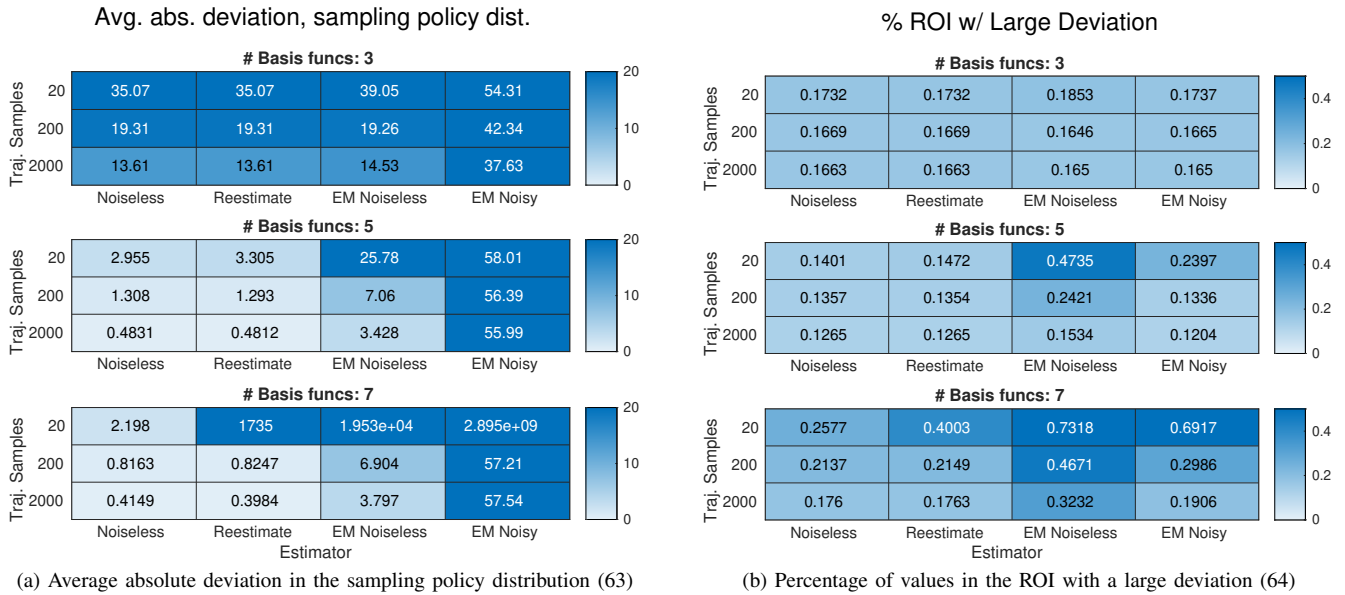 Avg. abs. deviation, sampling policy dist.
# Basis funcs: 3
Traj. Samples
20 35.07 35.07 39.05 54.31
200 19.31 19.31 19.26 42.34
2000 13.61 13.61 14.53 37.63
Noiseless Reestimate EM Noiseless EM Noisy
20
10
0
# Basis funcs: 5
Traj. Samples
20 2.955 3.305 25.78 58.01
200 1.308 1.293 7.06 56.39
2000 0.4831 0.4812 3.428 55.99
Noiseless Reestimate EM Noiseless EM Noisy
20
10
0
# Basis funcs: 7
Traj. Samples
20 2.198 1735 1.953e+04 2.895e+09
200 0.8163 0.8247 6.904 57.21
2000 0.4149 0.3984 3.797 57.54
Noiseless Reestimate EM Noiseless EM Noisy
Estimator
20
10
0
(a) Average absolute deviation in the sampling policy distribution (63)
% ROI w/ Large Deviation
# Basis funcs: 3
Traj. Samples
20 0.1732 0.1732 0.1853 0.1737
200 0.1669 0.1669 0.1646 0.1665
2000 0.1663 0.1663 0.165 0.165
Noiseless Reestimate EM Noiseless EM Noisy
0.4
0.2
0
# Basis funcs: 5
Traj. Samples
20 0.1401 0.1472 0.4735 0.2397
200 0.1357 0.1354 0.2421 0.1336
2000 0.1265 0.1265 0.1534 0.1204
Noiseless Reestimate EM Noiseless EM Noisy
0.4
0.2
0
# Basis funcs: 7
Traj. Samples
20 0.2577 0.4003 0.7318 0.6917
200 0.2137 0.2149 0.4671 0.2986
2000 0.176 0.1763 0.3232 0.1906
Noiseless Reestimate EM Noiseless EM Noisy
Estimator
0.4
0.2
0
(b) Percentage of values in the ROI with a large deviation (64)